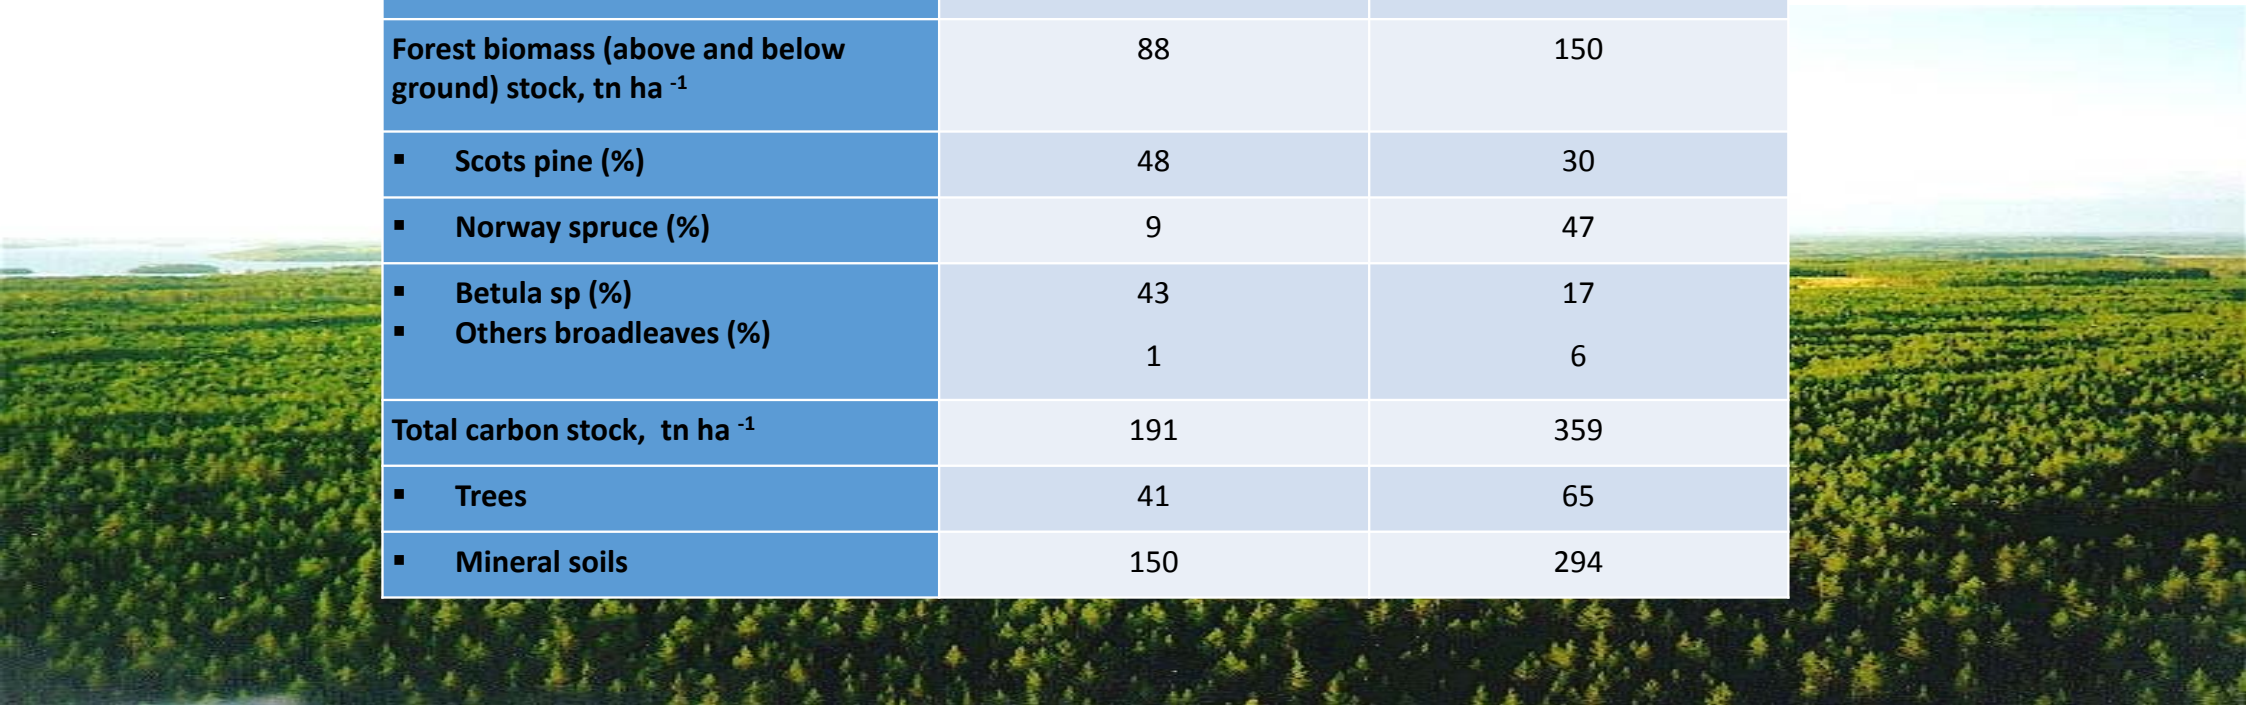 Forest biomass (above and below 88 150
ground) stock, tn ha -1
▪ Scots pine (%) 48 30
▪ Norway spruce (%) 9 47
▪ Betula sp (%) 43 17
▪ Others broadleaves (%)
1 6
Total carbon stock, tn ha -1 191 359
▪ Trees 41 65
▪ Mineral soils 150 294